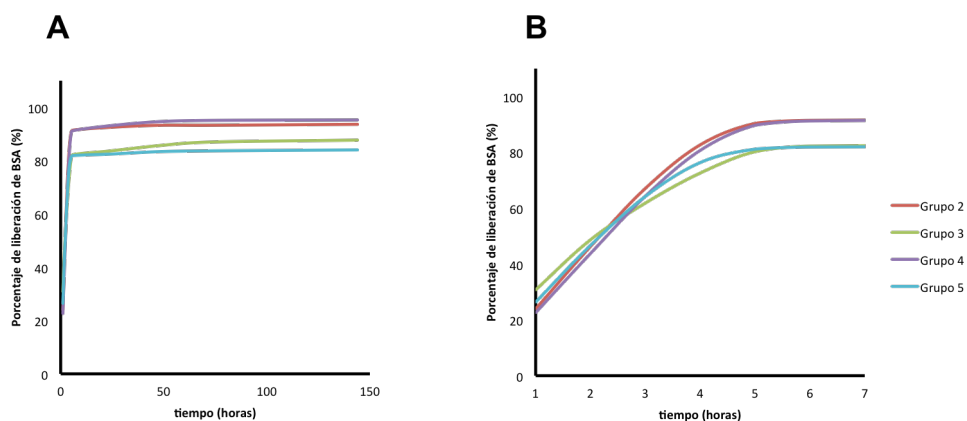 A
Porcentaje de liberación de BSA (%)
100
80
60
40
20
0
0 50 100 150
tiempo (horas)
B
Porcentaje de liberación de BSA (%)
100
80
60
40
20
0
1 2 3 4 5 6 7
tiempo (horas)
Grupo 2
Grupo 3
Grupo 4
Grupo 5